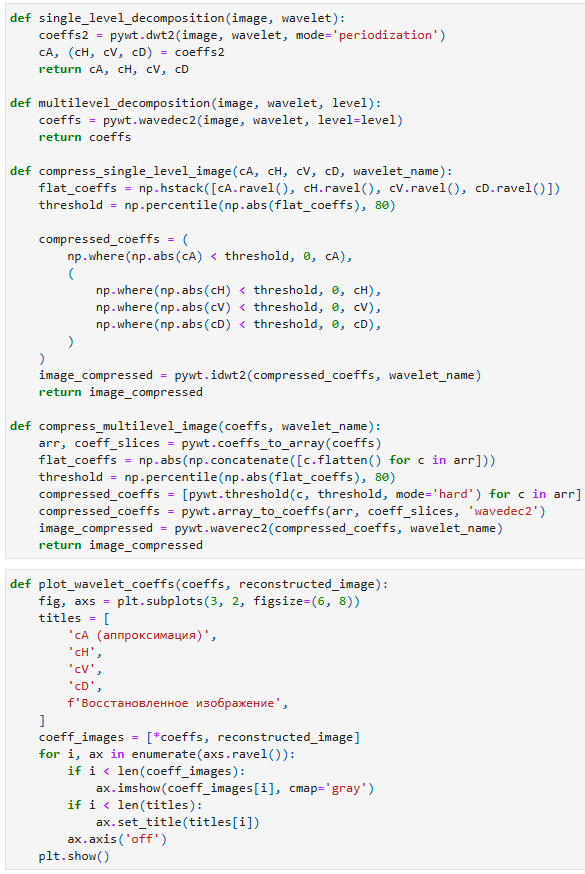 def single_level_decomposition(image, wavelet):
    coeffs2 = pywt.dwt2(image, wavelet, mode='periodization')
    cA, (cH, cV, cD) = coeffs2
    return cA, cH, cV, cD

def multilevel_decomposition(image, wavelet, level):
    coeffs = pywt.wavedec2(image, wavelet, level=level)
    return coeffs

def compress_single_level_image(cA, cH, cV, cD, wavelet_name):
    flat_coeffs = np.hstack([cA.ravel(), cH.ravel(), cV.ravel(), cD.ravel()])
    threshold = np.percentile(np.abs(flat_coeffs), 80)

    compressed_coeffs = (
        np.where(np.abs(cA) < threshold, 0, cA),
        (
            np.where(np.abs(cH) < threshold, 0, cH),
            np.where(np.abs(cV) < threshold, 0, cV),
            np.where(np.abs(cD) < threshold, 0, cD),
        )
    )
    image_compressed = pywt.idwt2(compressed_coeffs, wavelet_name)
    return image_compressed

def compress_multilevel_image(coeffs, wavelet_name):
    arr, coeff_slices = pywt.coeffs_to_array(coeffs)
    flat_coeffs = np.abs(np.concatenate([c.flatten() for c in arr]))
    threshold = np.percentile(np.abs(flat_coeffs), 80)
    compressed_coeffs = [pywt.threshold(c, threshold, mode='hard') for c in arr]
    compressed_coeffs = pywt.array_to_coeffs(arr, coeff_slices, 'wavedec2')
    image_compressed = pywt.waverec2(compressed_coeffs, wavelet_name)
    return image_compressed

def plot_wavelet_coeffs(coeffs, reconstructed_image):
    fig, axs = plt.subplots(3, 2, figsize=(6, 8))
    titles = [
        'cA (аппроксимация)',
        'cH',
        'cV',
        'cD',
        f'Восстановленное изображение',
    ]
    coeff_images = [*coeffs, reconstructed_image]
    for i, ax in enumerate(axs.ravel()):
        if i < len(coeff_images):
            ax.imshow(coeff_images[i], cmap='gray')
        if i < len(titles):
            ax.set_title(titles[i])
        ax.axis('off')
    plt.show()